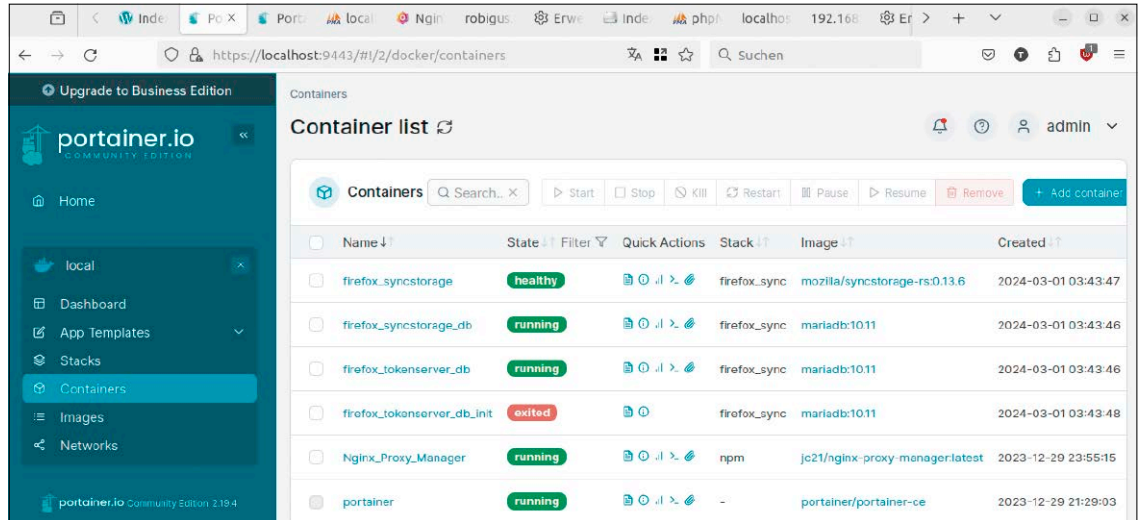 Inde
Po
Port
local
Ngin
robigus
Erwe
Inde
phpM
localhos
192.168
Er
https://localhost:9443/#!/2/docker/containers
Suchen
Upgrade to Business Edition
portainer.io
COMMUNITY EDITION
Home
local
Dashboard
App Templates
Stacks
Containers
Images
Networks
portainer.io Community Edition 2.19.4
Containers
Container list
admin
Containers Search... Start Stop Kill Restart Pause Resume Remove + Add container
Name State Filter Quick Actions Stack Image Created
firefox_syncstorage healthy firefox_sync mozilla/syncstorage-rs:0.13.6 2024-03-01 03:43:47
firefox_syncstorage_db running firefox_sync mariadb:10.11 2024-03-01 03:43:46
firefox_tokenserver_db running firefox_sync mariadb:10.11 2024-03-01 03:43:46
firefox_tokenserver_db_init exited firefox_sync mariadb:10.11 2024-03-01 03:43:48
Nginx_Proxy_Manager running npm jc21/nginx-proxy-manager:latest 2023-12-29 23:55:15
portainer running - portainer/portainer-ce 2023-12-29 21:29:03